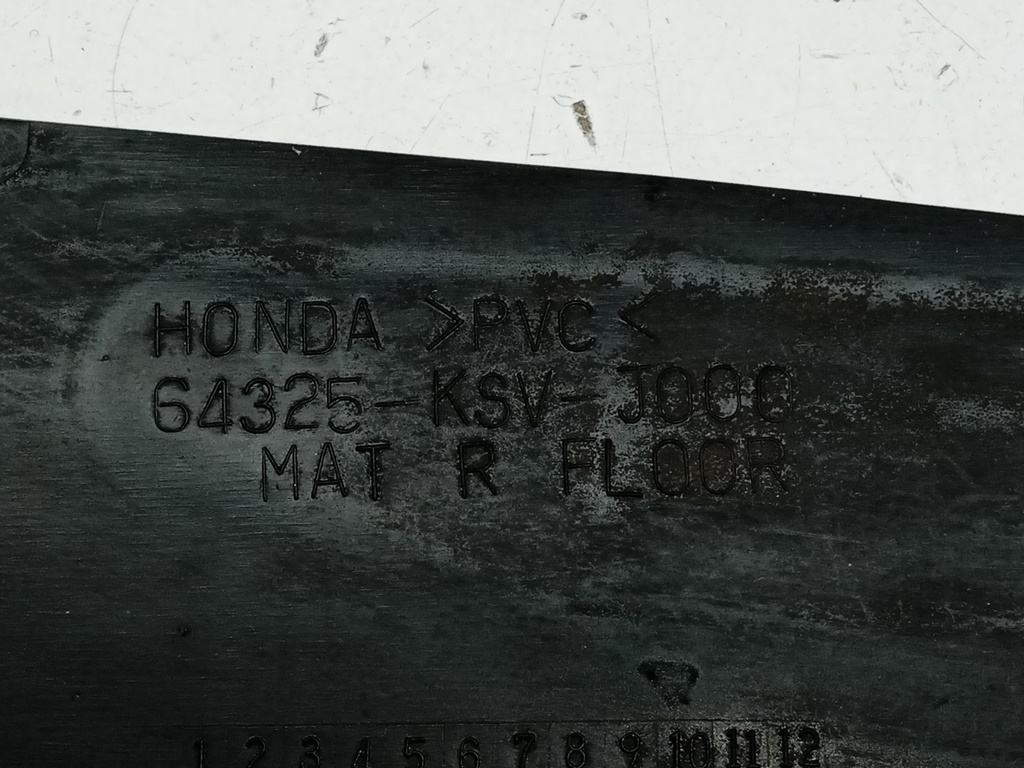 HONDA >PVC<
64325-KSV-J000
MAT R FLOOR
1 2 3 4 5 6 7 8 9 10 11 12